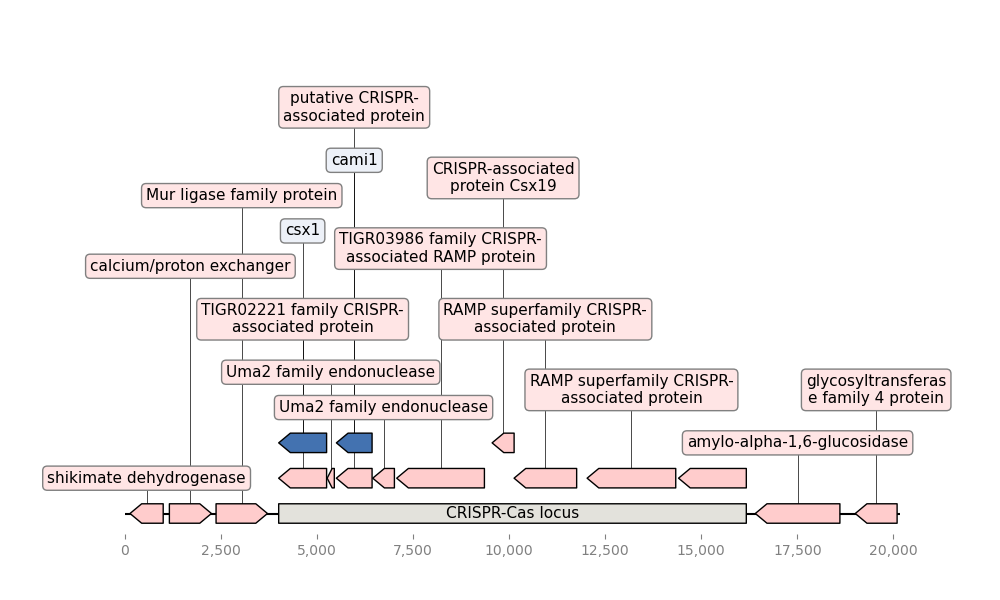 putative CRISPR-
associated protein
cami1
CRISPR-associated
protein Csx19
Mur ligase family protein
csx1
TIGR03986 family CRISPR-
associated RAMP protein
calcium/proton exchanger
TIGR02221 family CRISPR-
associated protein
RAMP superfamily CRISPR-
associated protein
Uma2 family endonuclease
RAMP superfamily CRISPR-
associated protein
glycosyltransferas
e family 4 protein
Uma2 family endonuclease
amylo-alpha-1,6-glucosidase
shikimate dehydrogenase
CRISPR-Cas locus
0 2,500 5,000 7,500 10,000 12,500 15,000 17,500 20,000